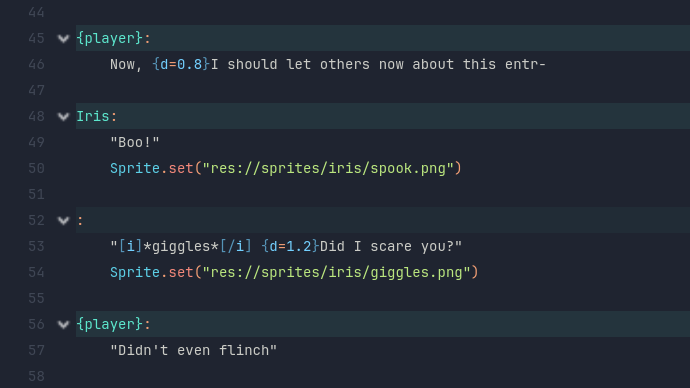 44
45 {player}:
46 Now, {d=0.8}I should let others now about this entr-
47
48 Iris:
49 "Boo!"
50 Sprite.set("res://sprites/iris/spook.png")
51
52 :
53 "[i]*giggles*[/i] {d=1.2}Did I scare you?"
54 Sprite.set("res://sprites/iris/giggles.png")
55
56 {player}:
57 "Didn't even flinch"
58